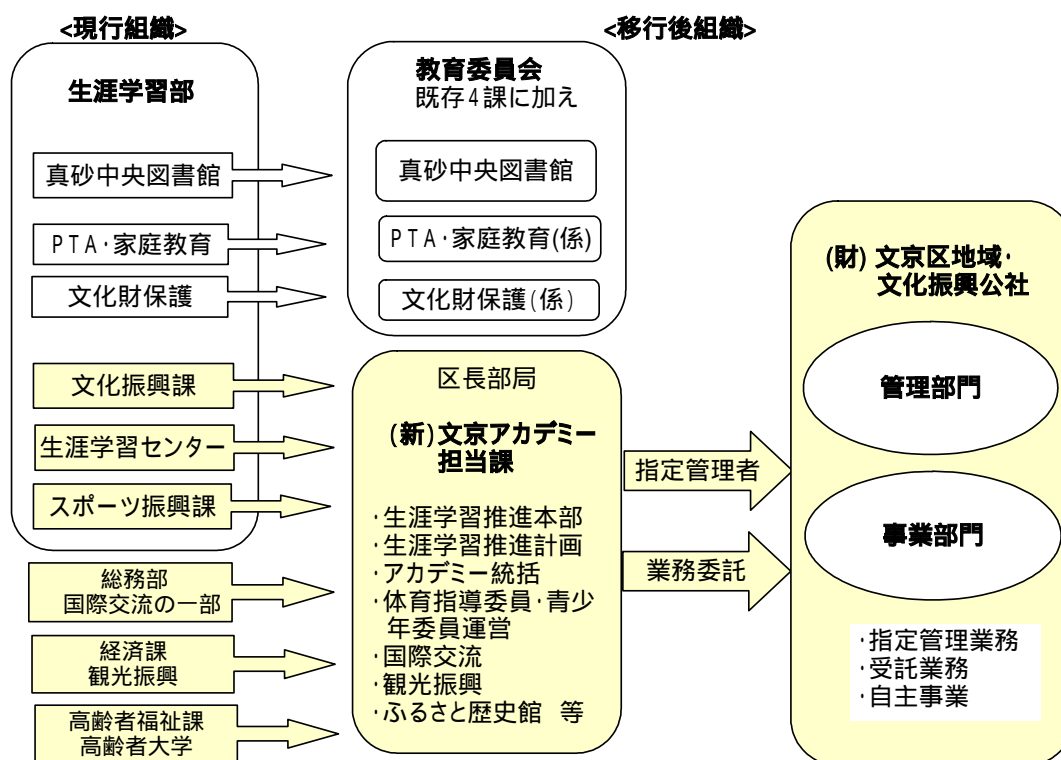 <現行組織>
生涯学習部
真砂中央図書館
PTA・家庭教育
文化財保護
文化振興課
生涯学習センター
スポーツ振興課
総務部
国際交流の一部
経済課
観光振興
高齢者福祉課
高齢者大学
<移行後組織>
教育委員会
既存4課に加え
真砂中央図書館
PTA・家庭教育(係)
文化財保護(係)
区長部局
(新)文京アカデミー
担当課
・生涯学習推進本部
・生涯学習推進計画
・アカデミー統括
・体育指導委員・青少
年委員運営
・国際交流
・観光振興
・ふるさと歴史館 等
指定管理者
業務委託
(財)文京区地域・
文化振興公社
管理部門
事業部門
・指定管理業務
・受託業務
・自主事業